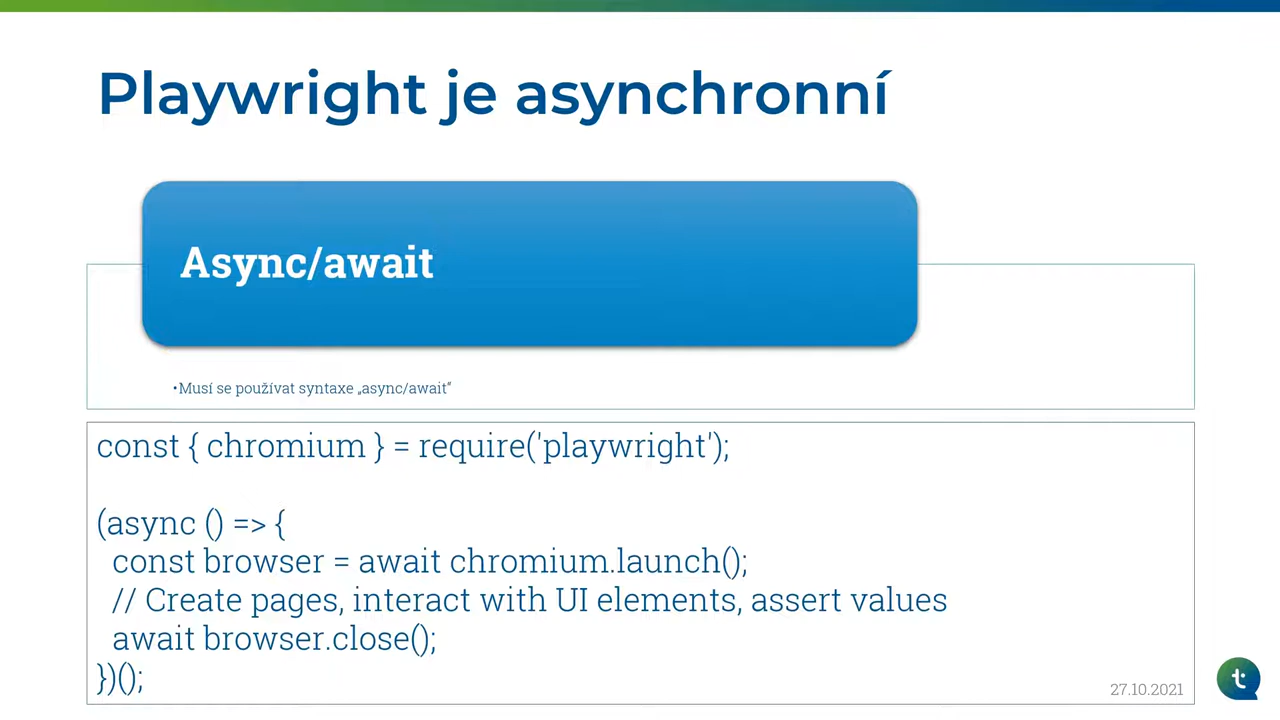 Playwright je asynchronní
Async/await
•Musí se používat syntaxe „async/await“
const { chromium } = require('playwright');
(async () => {
  const browser = await chromium.launch();
  // Create pages, interact with UI elements, assert values
  await browser.close();
})();
27.10.2021
t